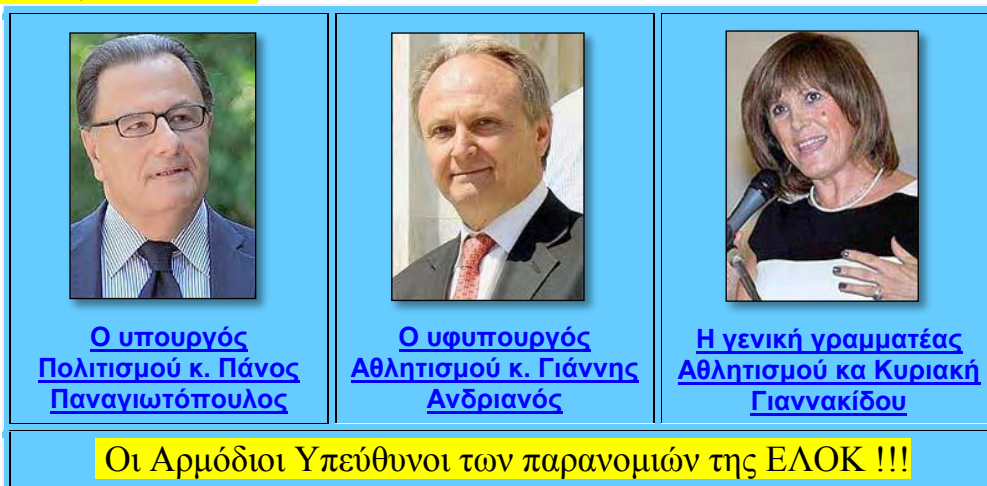 Ο υπουργός
Πολιτισμού κ. Πάνος
Παναγιωτόπουλος
Ο υφυπουργός
Αθλητισμού κ. Γιάννης
Ανδριανός
Η γενική γραμματέας
Αθλητισμού κα Κυριακή
Γιαννακίδου
Οι Αρμόδιοι Υπεύθυνοι των παρανομιών της ΕΛΟΚ !!!